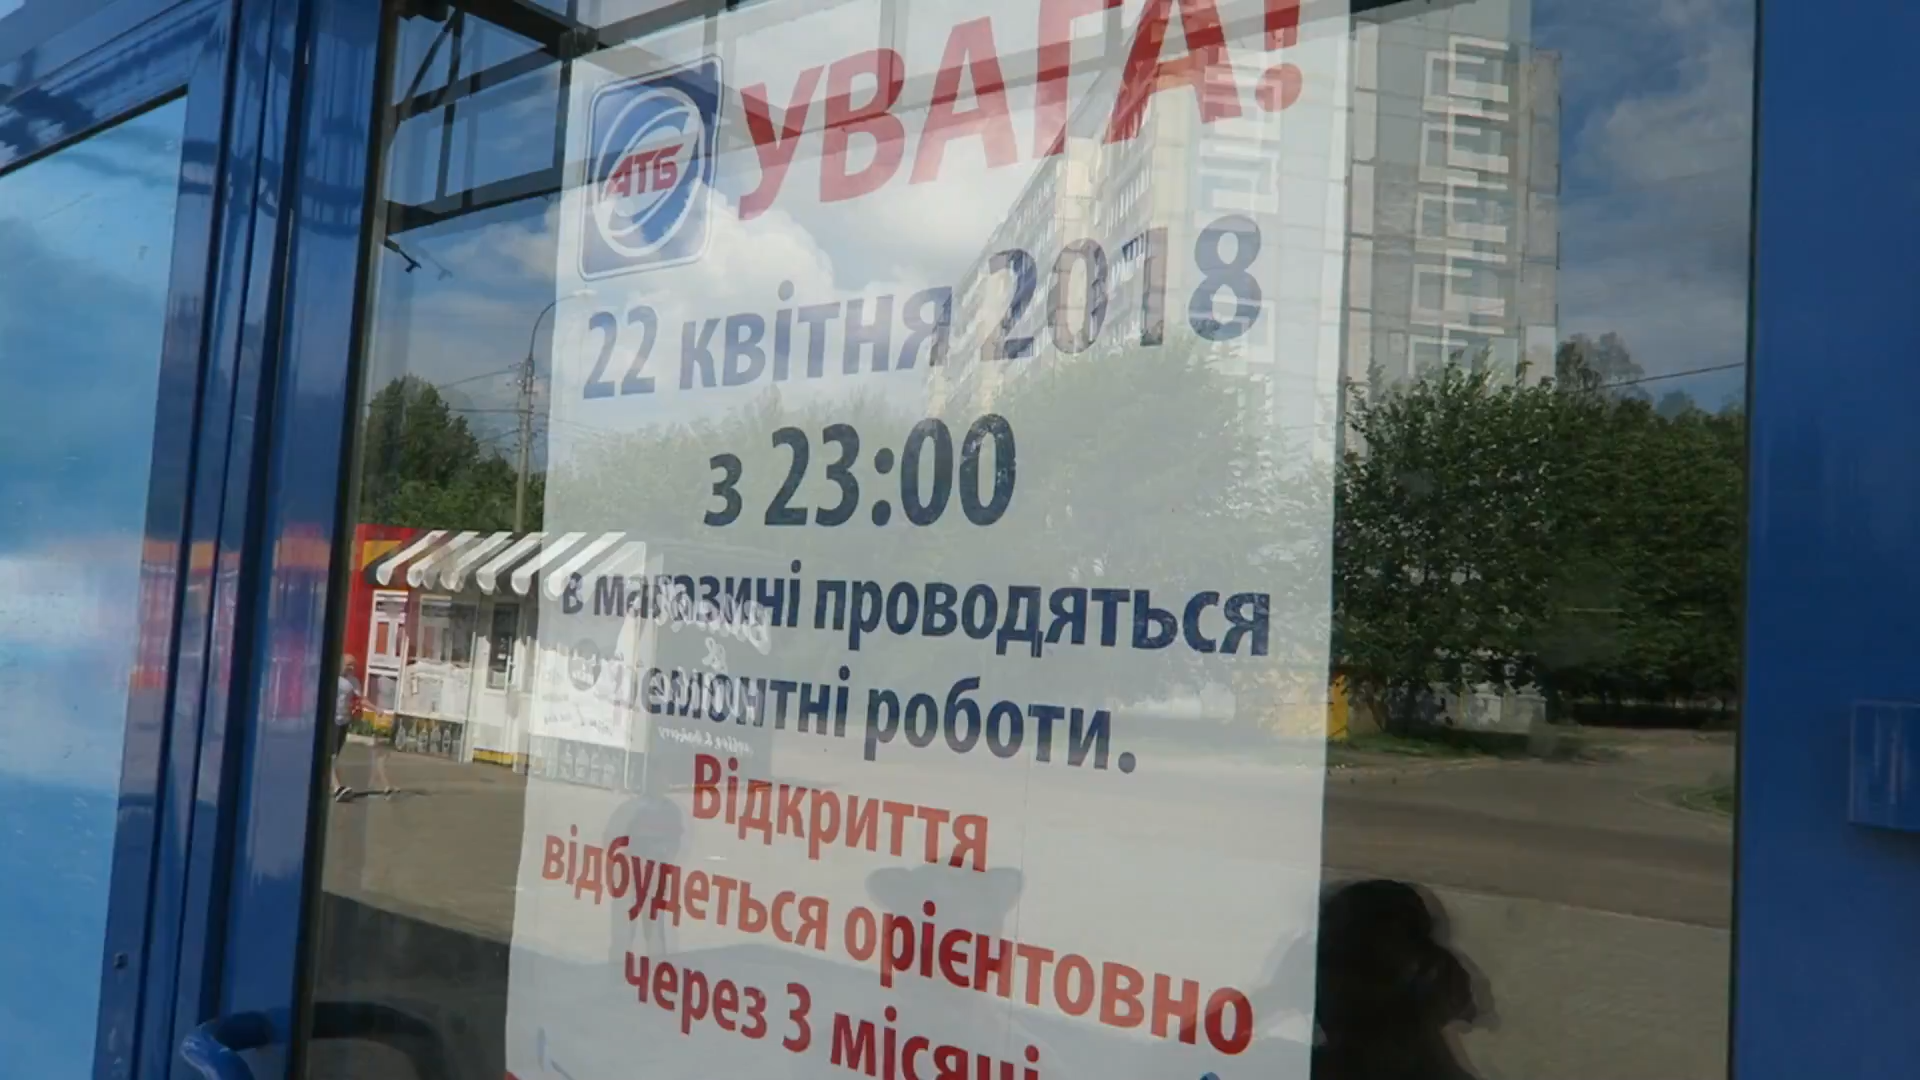 УВАГА!
АТБ
22 квітня 2018
з 23:00
в магазині проводяться
ремонтні роботи.
Відкриття
відбудеться орієнтовно
через 3 місяці